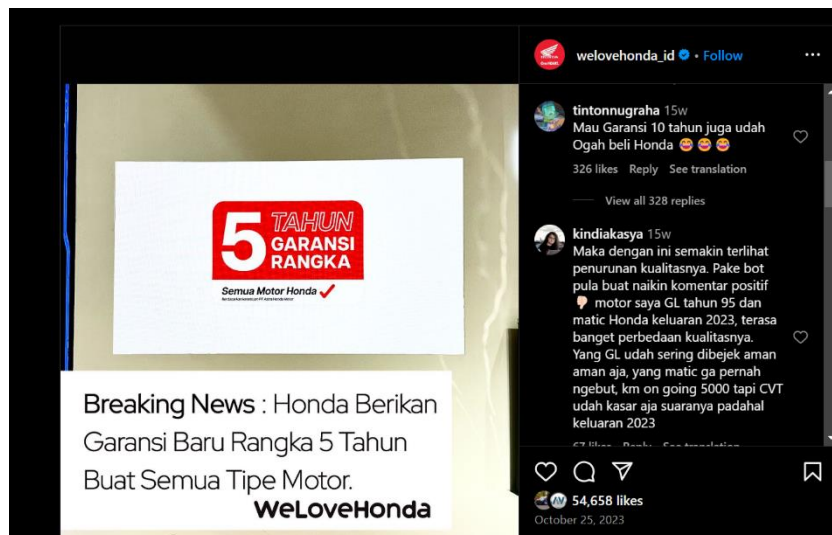 5 TAHUN
GARANSI
RANGKA
Semua Motor Honda
Breaking News : Honda Berikan
Garansi Baru Rangka 5 Tahun
Buat Semua Tipe Motor.
WeLoveHonda
welovehonda_id • Follow
tintonnugraha 15w
Mau Garansi 10 tahun juga udah
Ogah beli Honda 😂😂😂
326 likes Reply See translation
View all 328 replies
kindiakasya 15w
Maka dengan ini semakin terlihat
penurunan kualitasnya. Pake bot
pula buat naikin komentar positif
👎🏻 motor saya GL tahun 95 dan
matic Honda keluaran 2023, terasa
banget perbedaan kualitasnya.
Yang GL udah sering dibejek aman
aman aja, yang matic ga pernah
ngebut, km on going 5000 tapi CVT
udah kasar aja suaranya padahal
keluaran 2023
67 likes Reply See translation
54,658 likes
October 25, 2023